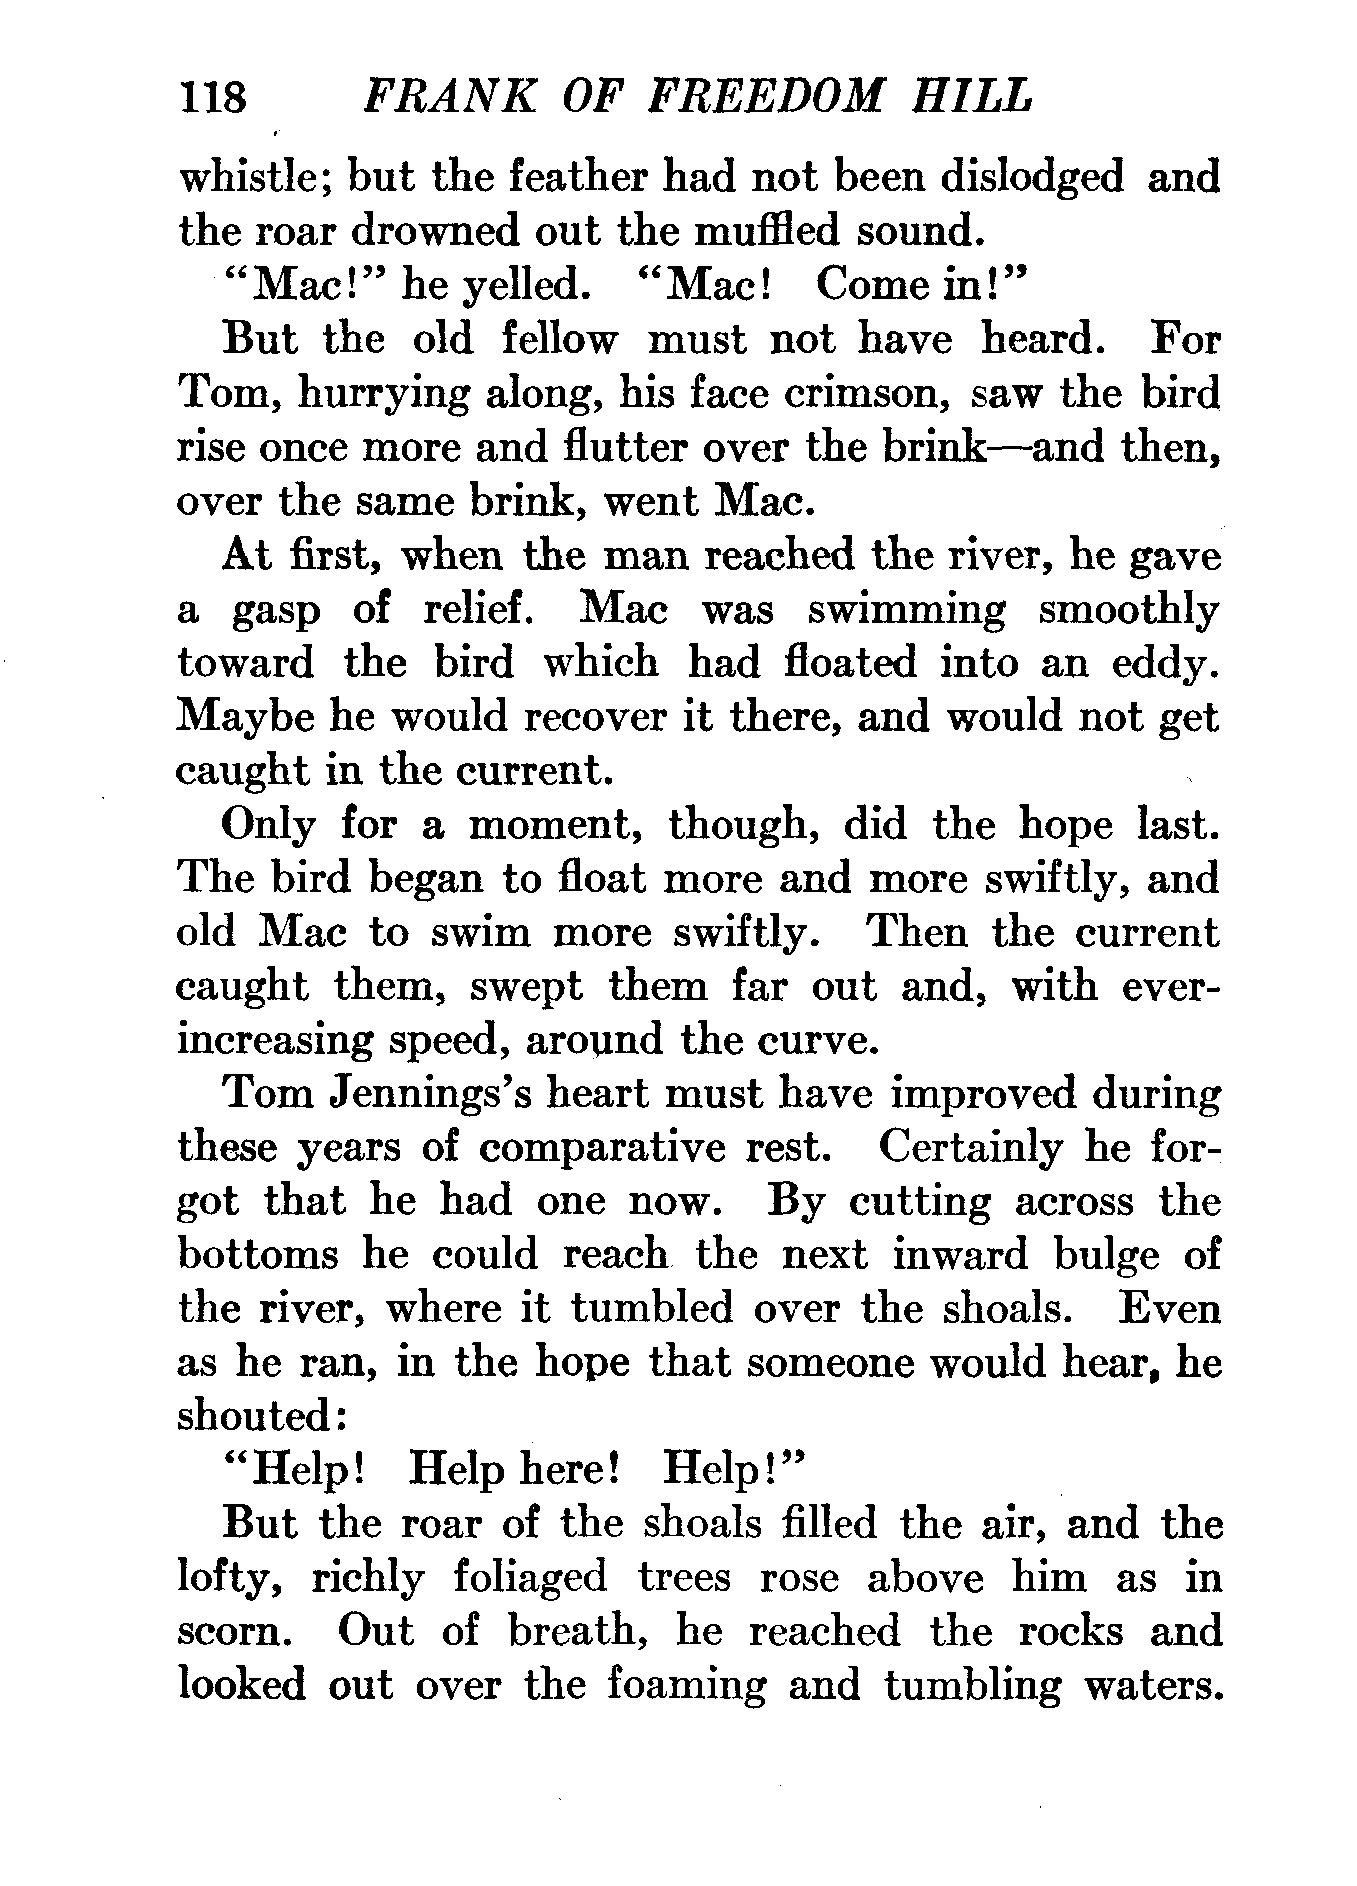 118 FRANK OF FREEDOM HILL
whistle; but the feather had not been dislodged and
the roar drowned out the muffled sound.
“Mac!” he yelled. “Mac! Come in!”
But the old fellow must not have heard. For
Tom, hurrying along, his face crimson, saw the bird
rise once more and flutter over the brink—and then,
over the same brink, went Mac.
At first, when the man reached the river, he gave
a gasp of relief. Mac was swimming smoothly
toward the bird which had floated into an eddy.
Maybe he would recover it there, and would not get
caught in the current.
Only for a moment, though, did the hope last.
The bird began to float more and more swiftly, and
old Mac to swim more swiftly. Then the current
caught them, swept them far out and, with ever-
increasing speed, around the curve.
Tom Jennings’s heart must have improved during
these years of comparative rest. Certainly he for-
got that he had one now. By cutting across the
bottoms he could reach the next inward bulge of
the river, where it tumbled over the shoals. Even
as he ran, in the hope that someone would hear, he
shouted:
“Help! Help here! Help!”
But the roar of the shoals filled the air, and the
lofty, richly foliaged trees rose above him as in
scorn. Out of breath, he reached the rocks and
looked out over the foaming and tumbling waters.